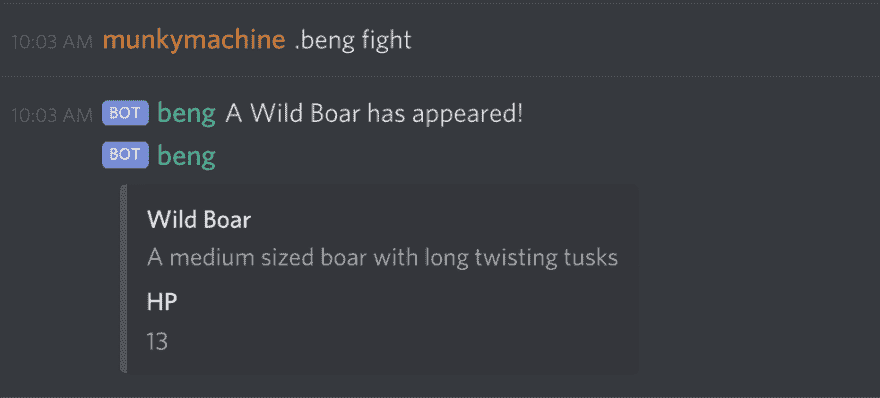 10:03 AM munkymachine .beng fight
10:03 AM BOT beng A Wild Boar has appeared!
BOT beng
Wild Boar
A medium sized boar with long twisting tusks
HP
13